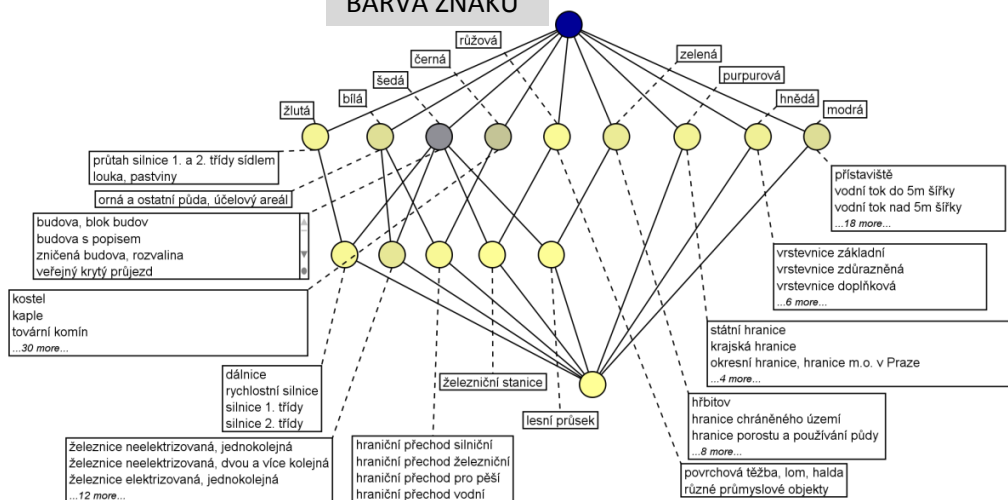 BARVA ZNAKU
růžová
černá
šedá
bílá
žlutá
zelená
purpurová
hnědá
modrá
průtah silnice 1. a 2. třídy sídlem
louka, pastviny
orná a ostatní půda, účelový areál
budova, blok budov
budova s popisem
zničená budova, rozvalina
veřejný krytý průjezd
kostel
kaple
tovární komín
...30 more...
přístaviště
vodní tok do 5m šířky
vodní tok nad 5m šířky
...18 more...
vrstevnice základní
vrstevnice zdůrazněná
vrstevnice doplňková
...6 more...
státní hranice
krajská hranice
okresní hranice, hranice m.o. v Praze
...4 more...
dálnice
rychlostní silnice
silnice 1. třídy
silnice 2. třídy
železniční stanice
lesní průsek
hřbitov
hranice chráněného území
hranice porostu a používání půdy
...8 more...
železnice neelektrizovaná, jednokolejná
železnice neelektrizovaná, dvou a více kolejná
železnice elektrizovaná, jednokolejná
...12 more...
hraniční přechod silniční
hraniční přechod železniční
hraniční přechod pro pěší
hraniční přechod vodní
povrchová těžba, lom, halda
různé průmyslové objekty